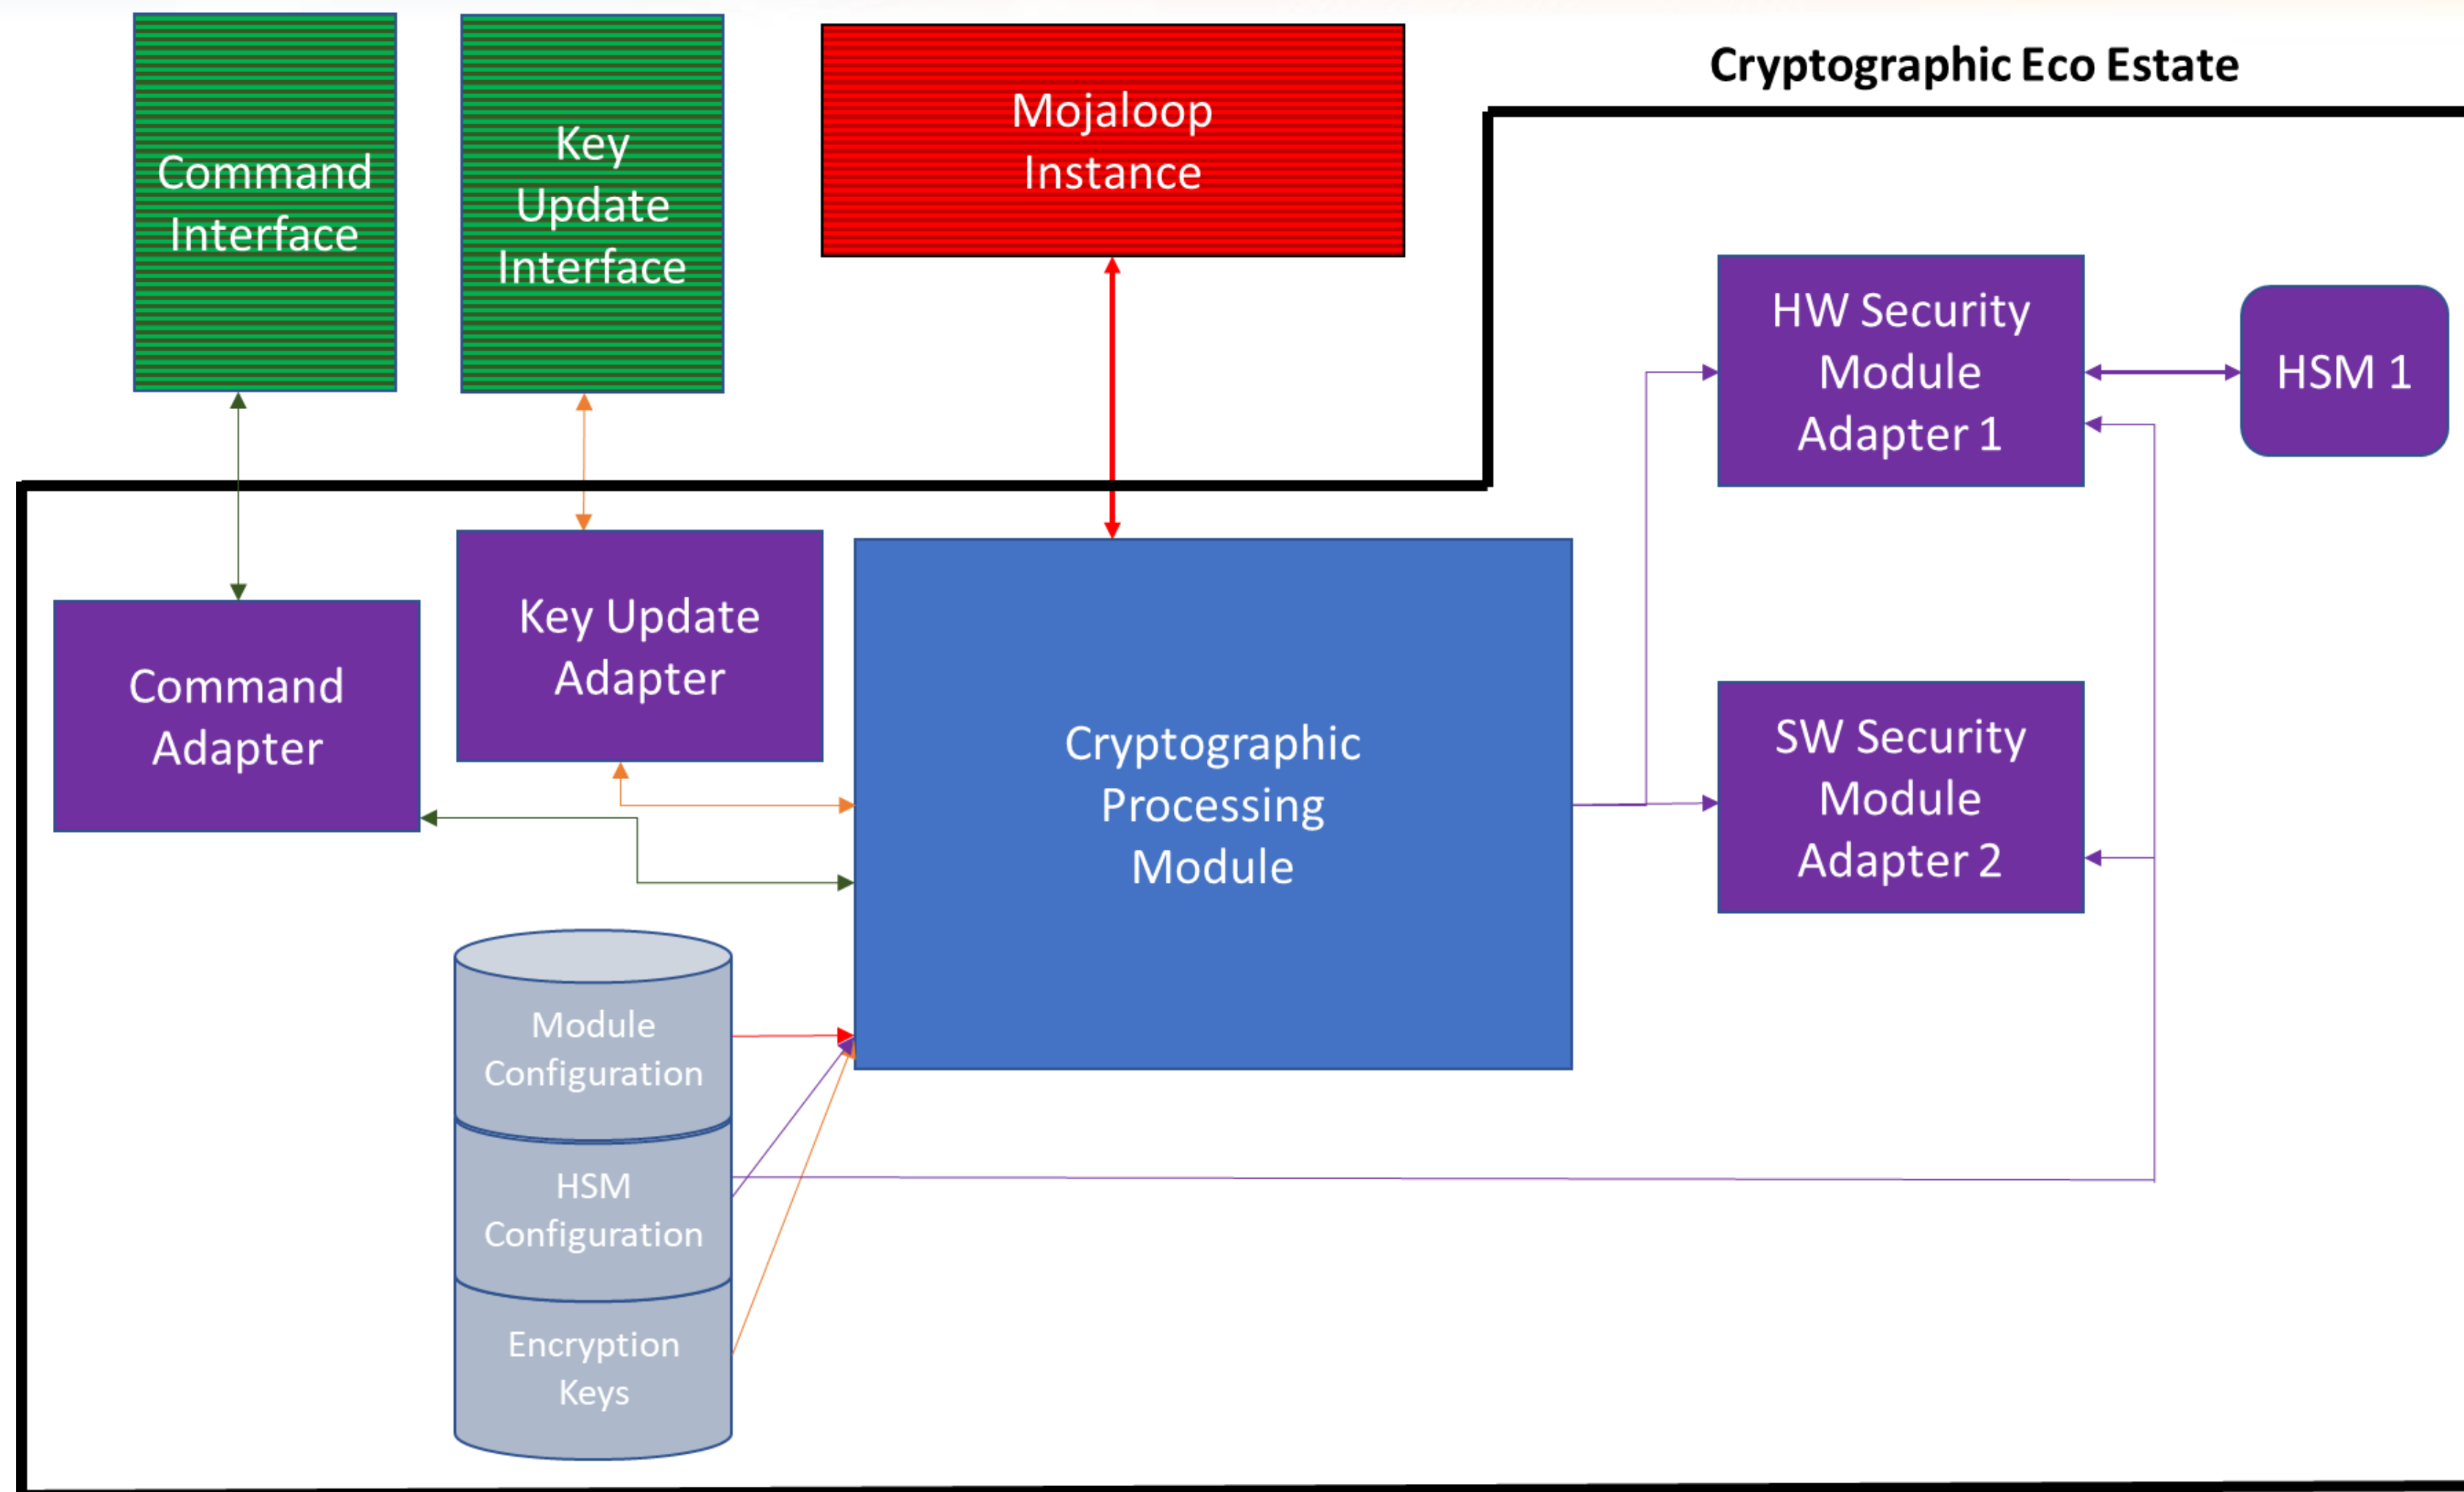 Cryptographic Eco Estate
Command
Interface
Key
Update
Interface
Mojaloop
Instance
HW Security
Module
Adapter 1
HSM 1
Command
Adapter
Key Update
Adapter
Cryptographic
Processing
Module
SW Security
Module
Adapter 2
Module
Configuration
HSM
Configuration
Encryption
Keys